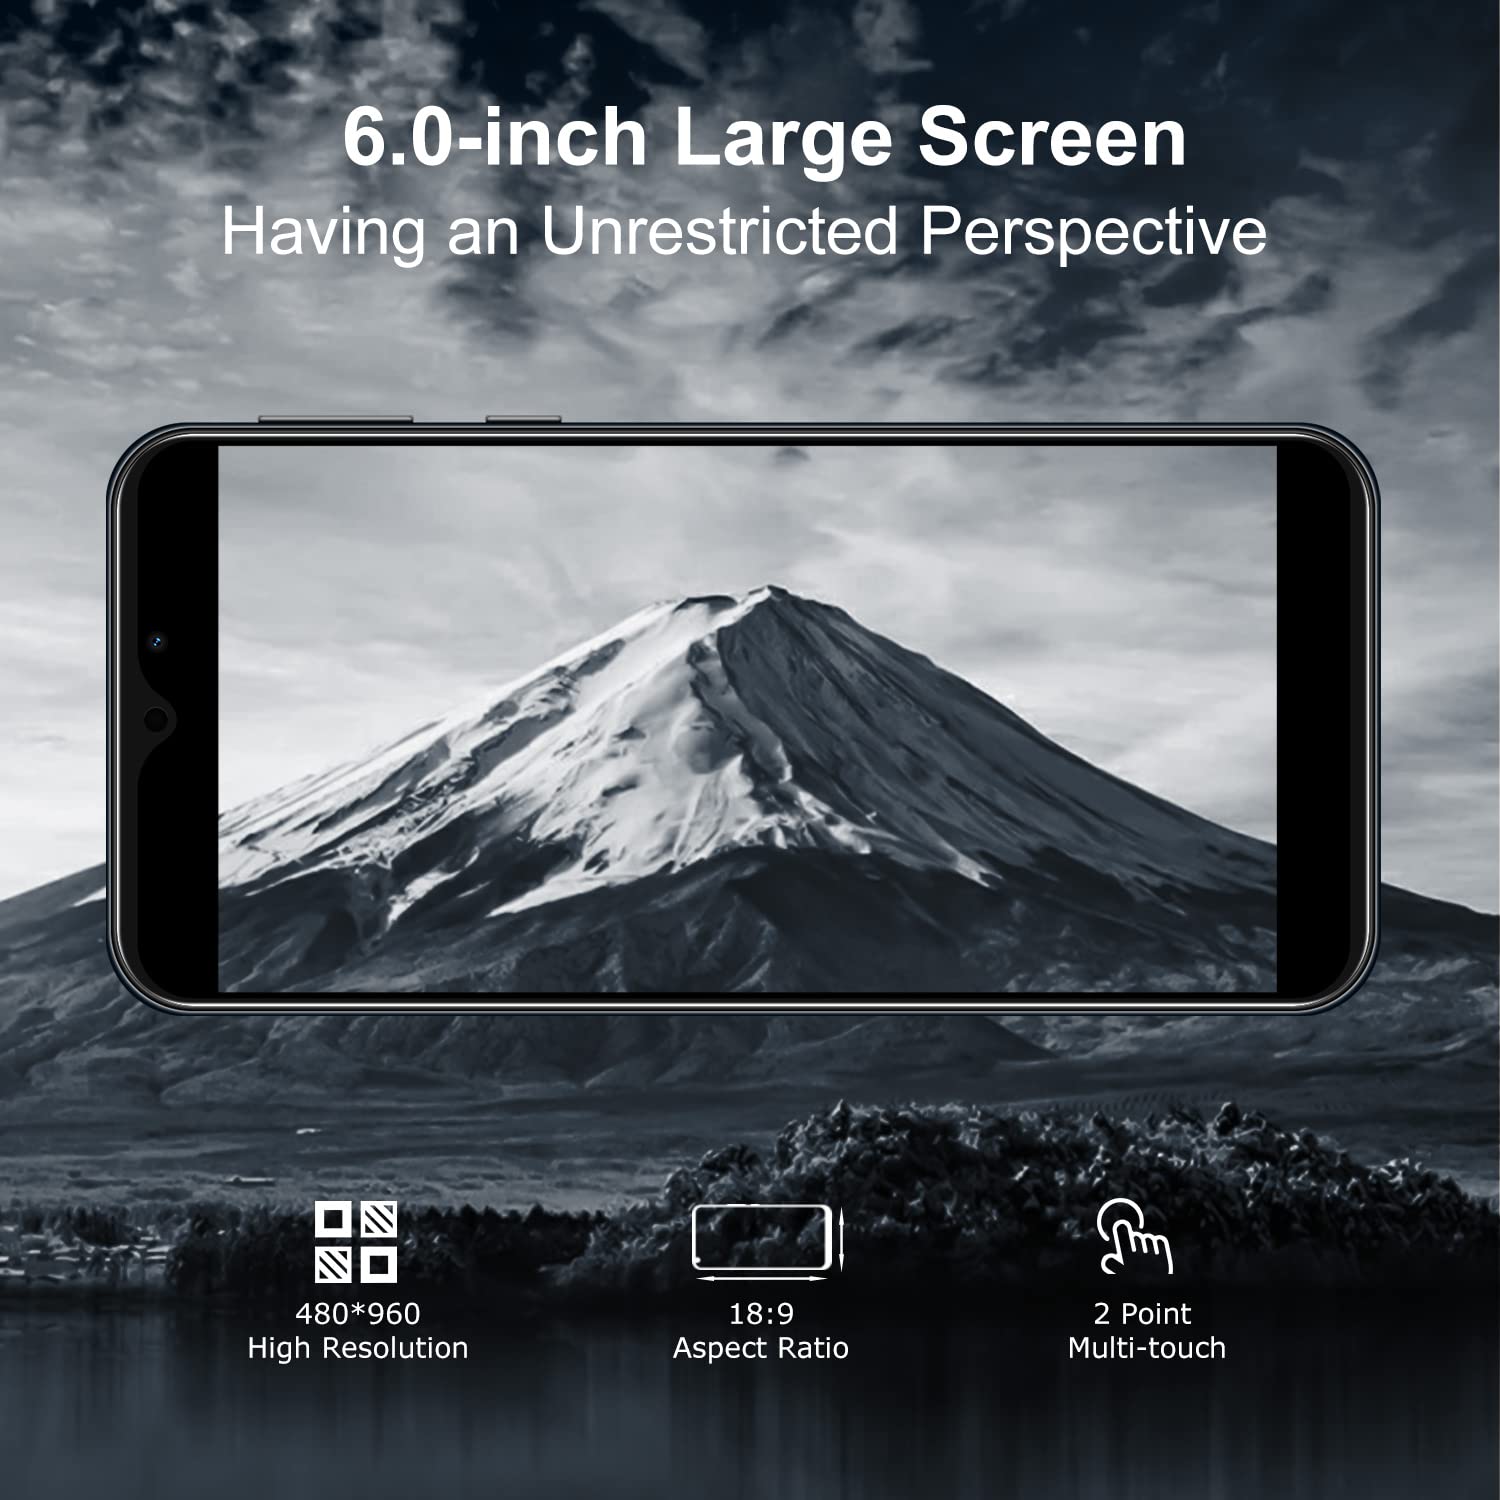 6.0-inch Large Screen
Having an Unrestricted Perspective
480*960
High Resolution
18:9
Aspect Ratio
2 Point
Multi-touch